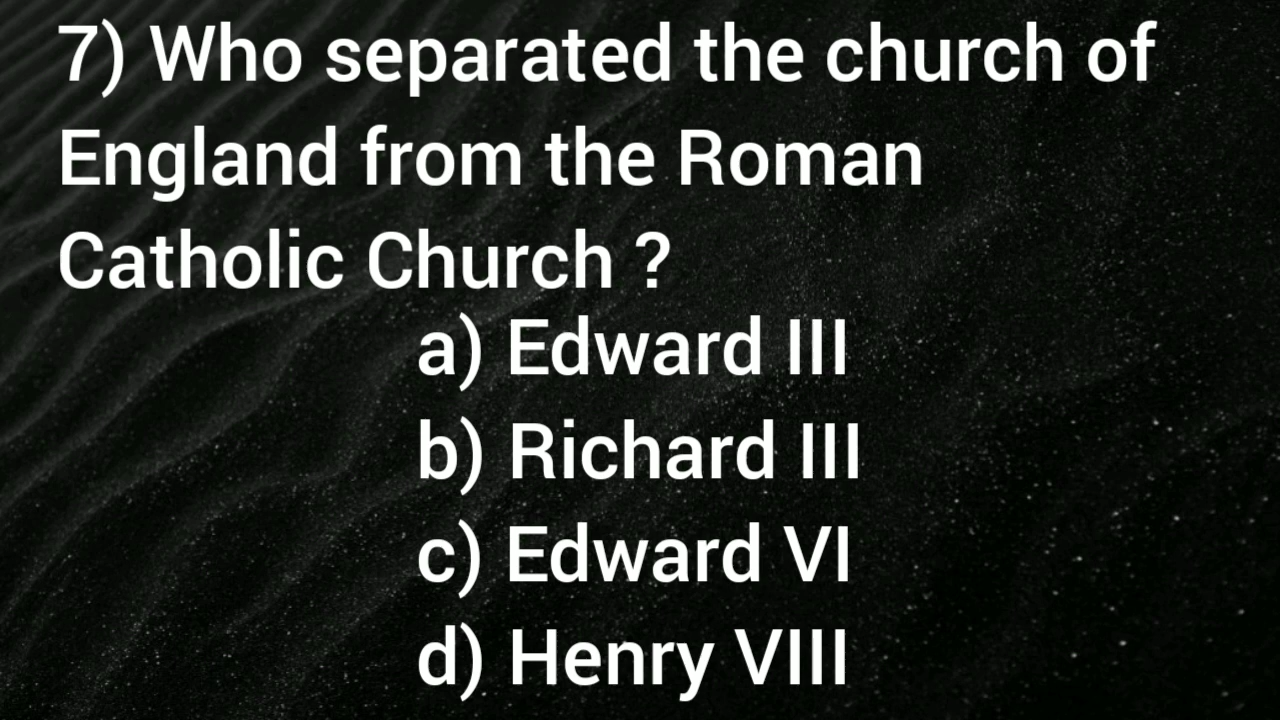 7) Who separated the church of
England from the Roman
Catholic Church ?
a) Edward III
b) Richard III
c) Edward VI
d) Henry VIII